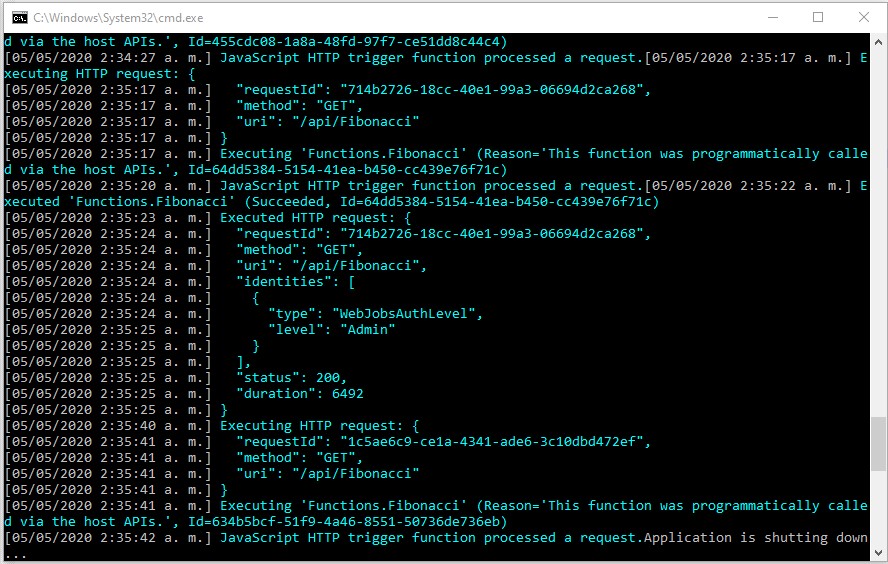 C:\Windows\System32\cmd.exe
d via the host APIs.', Id=455cdc08-1a8a-48fd-97f7-ce51dd8c44c4)
[05/05/2020 2:34:27 a. m.] JavaScript HTTP trigger function processed a request.[05/05/2020 2:35:17 a. m.] E
xecuting HTTP request: {
[05/05/2020 2:35:17 a. m.]   "requestId": "714b2726-18cc-40e1-99a3-06694d2ca268",
[05/05/2020 2:35:17 a. m.]   "method": "GET",
[05/05/2020 2:35:17 a. m.]   "uri": "/api/Fibonacci"
[05/05/2020 2:35:17 a. m.] }
[05/05/2020 2:35:17 a. m.] Executing 'Functions.Fibonacci' (Reason='This function was programmatically calle
d via the host APIs.', Id=64dd5384-5154-41ea-b450-cc439e76f71c)
[05/05/2020 2:35:20 a. m.] JavaScript HTTP trigger function processed a request.[05/05/2020 2:35:22 a. m.] E
xecuted 'Functions.Fibonacci' (Succeeded, Id=64dd5384-5154-41ea-b450-cc439e76f71c)
[05/05/2020 2:35:23 a. m.] Executed HTTP request: {
[05/05/2020 2:35:24 a. m.]   "requestId": "714b2726-18cc-40e1-99a3-06694d2ca268",
[05/05/2020 2:35:24 a. m.]   "method": "GET",
[05/05/2020 2:35:24 a. m.]   "uri": "/api/Fibonacci",
[05/05/2020 2:35:24 a. m.]   "identities": [
[05/05/2020 2:35:24 a. m.]     {
[05/05/2020 2:35:24 a. m.]       "type": "WebJobsAuthLevel",
[05/05/2020 2:35:25 a. m.]       "level": "Admin"
[05/05/2020 2:35:25 a. m.]     }
[05/05/2020 2:35:25 a. m.]   ],
[05/05/2020 2:35:25 a. m.]   "status": 200,
[05/05/2020 2:35:25 a. m.]   "duration": 6492
[05/05/2020 2:35:25 a. m.] }
[05/05/2020 2:35:40 a. m.] Executing HTTP request: {
[05/05/2020 2:35:41 a. m.]   "requestId": "1c5ae6c9-ce1a-4341-ade6-3c10dbd472ef",
[05/05/2020 2:35:41 a. m.]   "method": "GET",
[05/05/2020 2:35:41 a. m.]   "uri": "/api/Fibonacci"
[05/05/2020 2:35:41 a. m.] }
[05/05/2020 2:35:41 a. m.] Executing 'Functions.Fibonacci' (Reason='This function was programmatically calle
d via the host APIs.', Id=634b5bcf-51f9-4a46-8551-50736de736eb)
[05/05/2020 2:35:42 a. m.] JavaScript HTTP trigger function processed a request.Application is shutting down
...